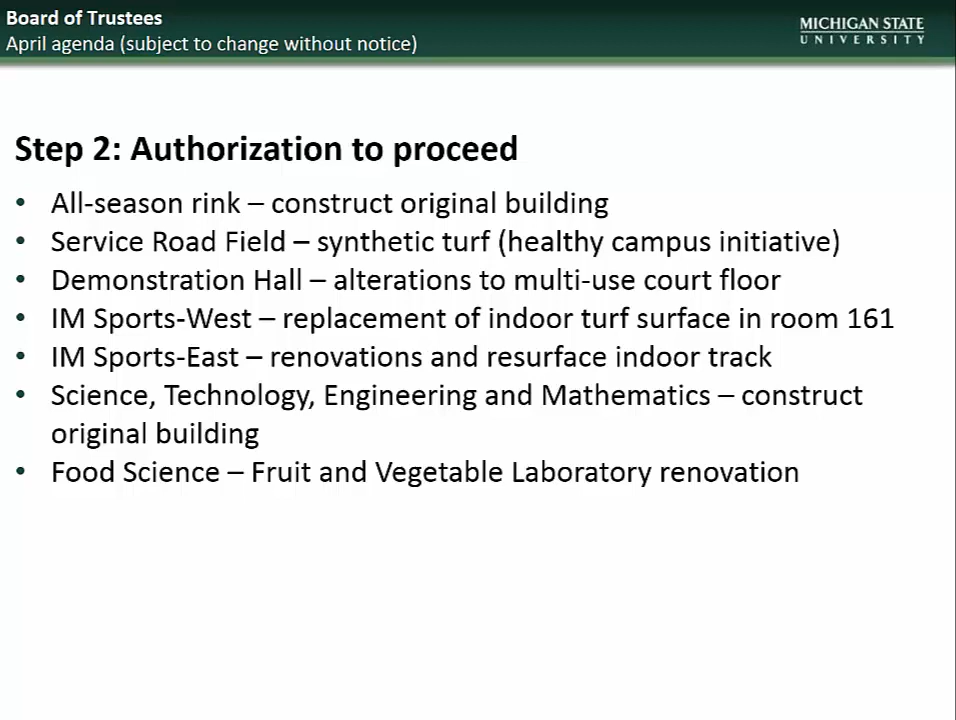 Board of Trustees
April agenda (subject to change without notice)
MICHIGAN STATE
UNIVERSITY
Step 2: Authorization to proceed
• All-season rink – construct original building
• Service Road Field – synthetic turf (healthy campus initiative)
• Demonstration Hall – alterations to multi-use court floor
• IM Sports-West – replacement of indoor turf surface in room 161
• IM Sports-East – renovations and resurface indoor track
• Science, Technology, Engineering and Mathematics – construct
original building
• Food Science – Fruit and Vegetable Laboratory renovation